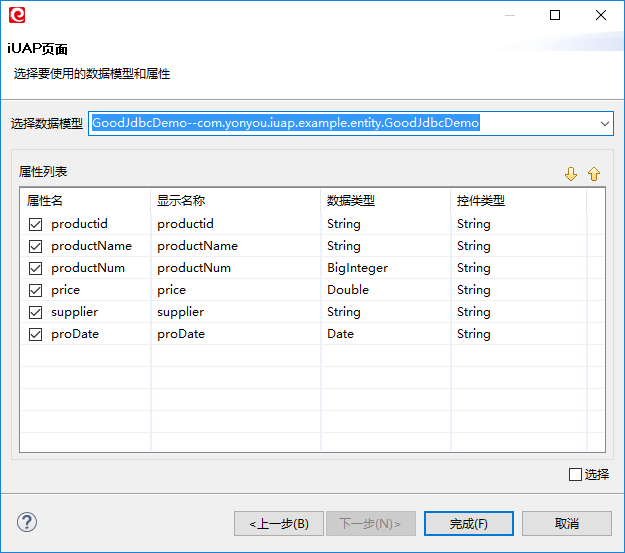 iUAP页面
选择要使用的数据模型和属性
选择数据模型 GoodJdbcDemo--com.yonyou.iuap.example.entity.GoodJdbcDemo
属性列表
属性名 显示名称 数据类型 控件类型
productid productid String String
productName productName String String
productNum productNum BigInteger String
price price Double String
supplier supplier String String
proDate proDate Date String
选择
<上一步(B) 下一步(N)> 完成(F) 取消